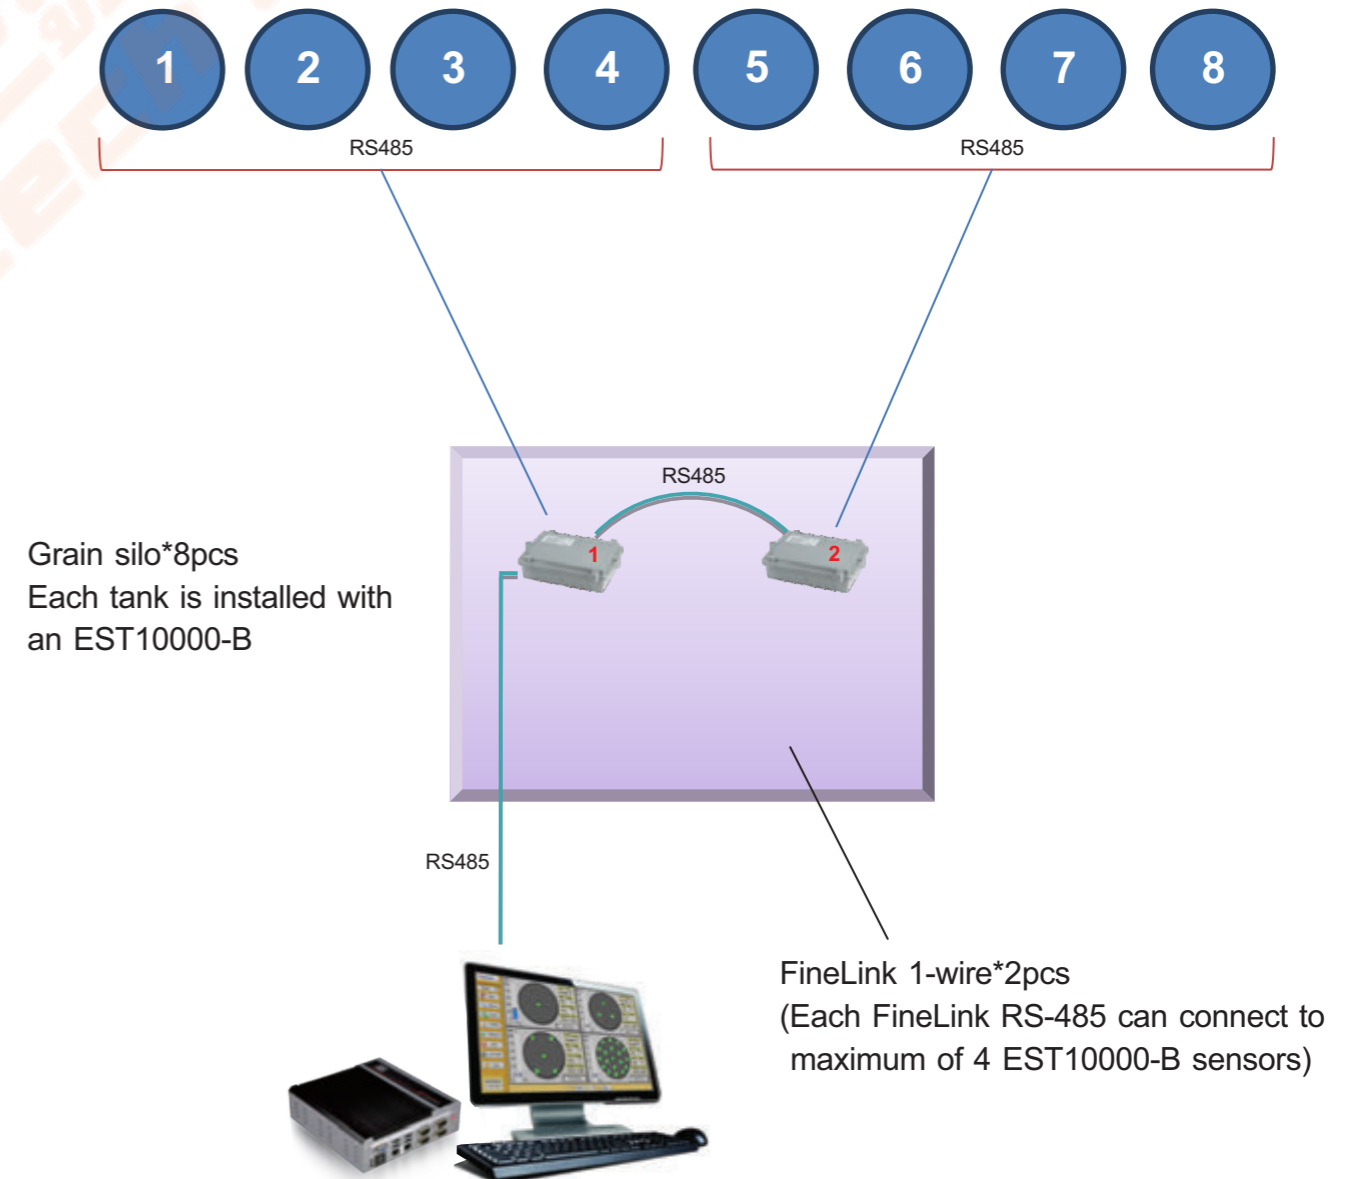 1 2 3 4 5 6 7 8
RS485 RS485
RS485
1 2
Grain silo*8pcs
Each tank is installed with
an EST10000-B
RS485
FineLink 1-wire*2pcs
(Each FineLink RS-485 can connect to
maximum of 4 EST10000-B sensors)